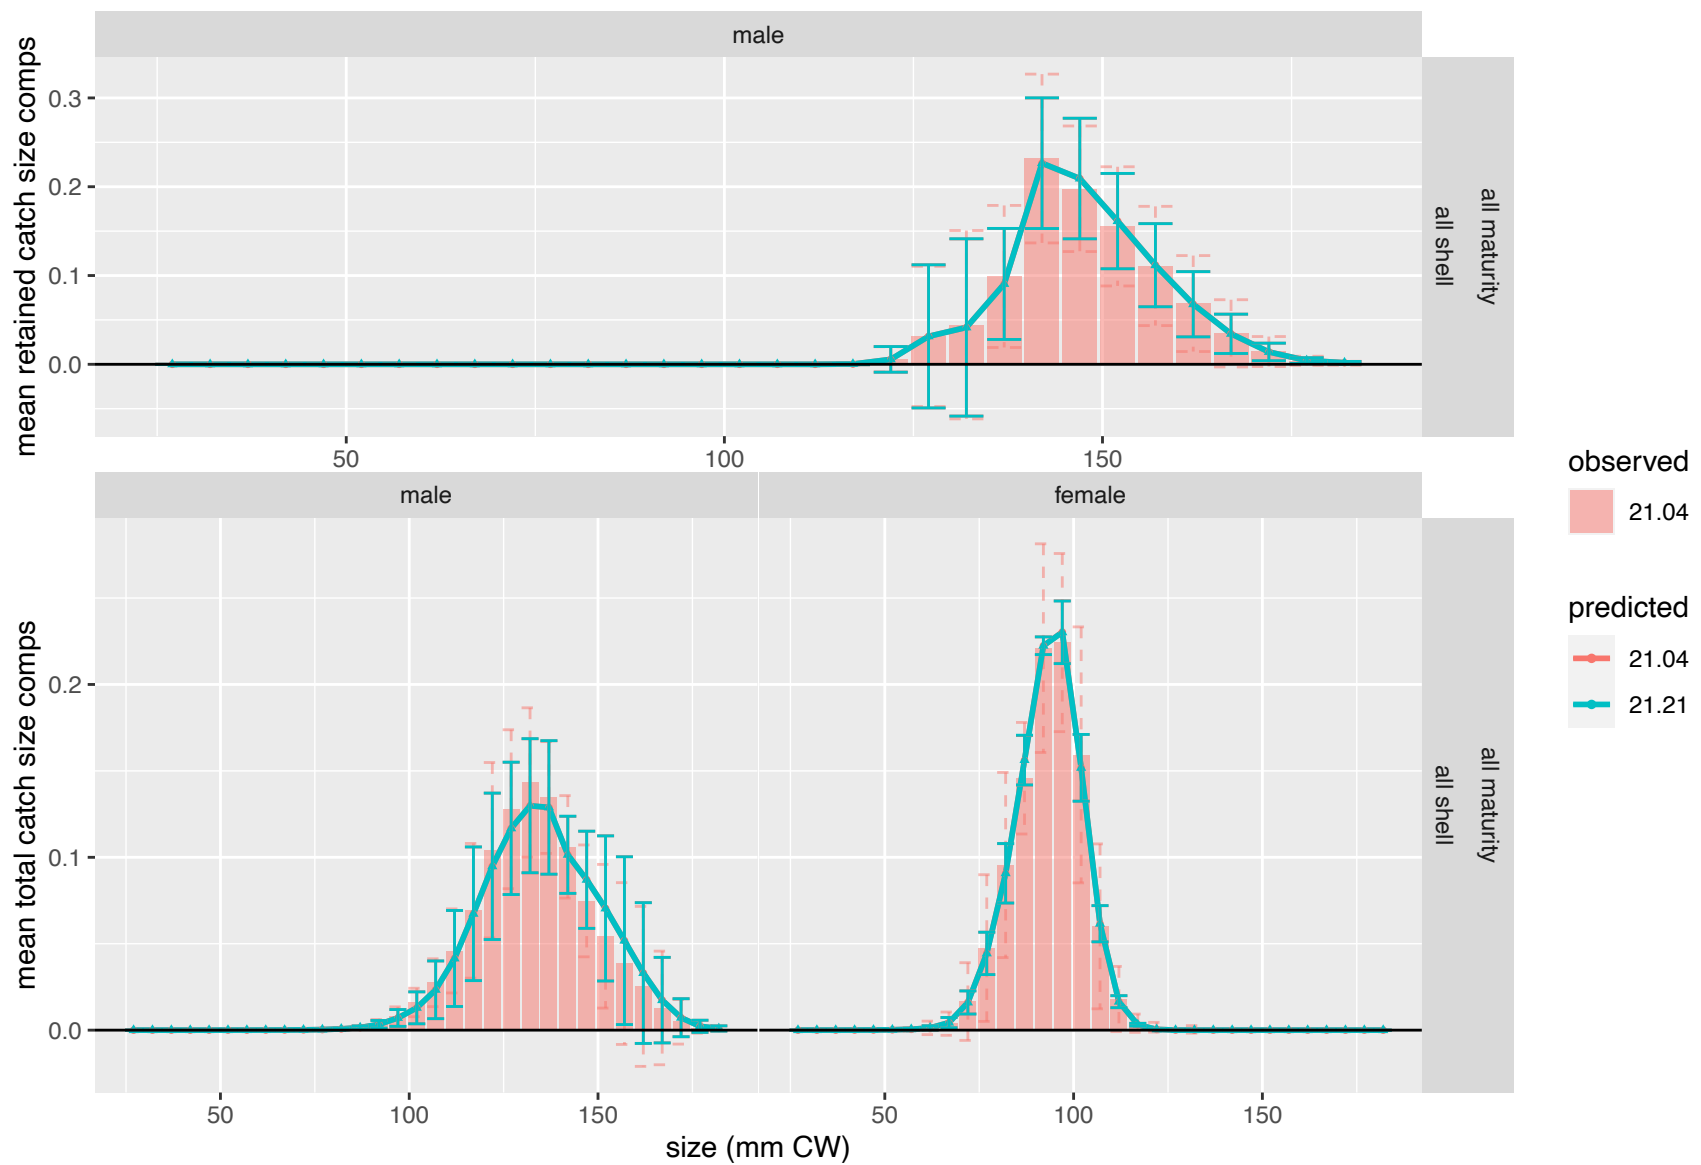 male
mean retained catch size comps
0.3
0.2
0.1
0.0
50
100
150
all maturity
all shell
male
female
mean total catch size comps
0.2
0.1
0.0
50
100
150
50
100
150
all maturity
all shell
size (mm CW)
observed
21.04
predicted
21.04
21.21